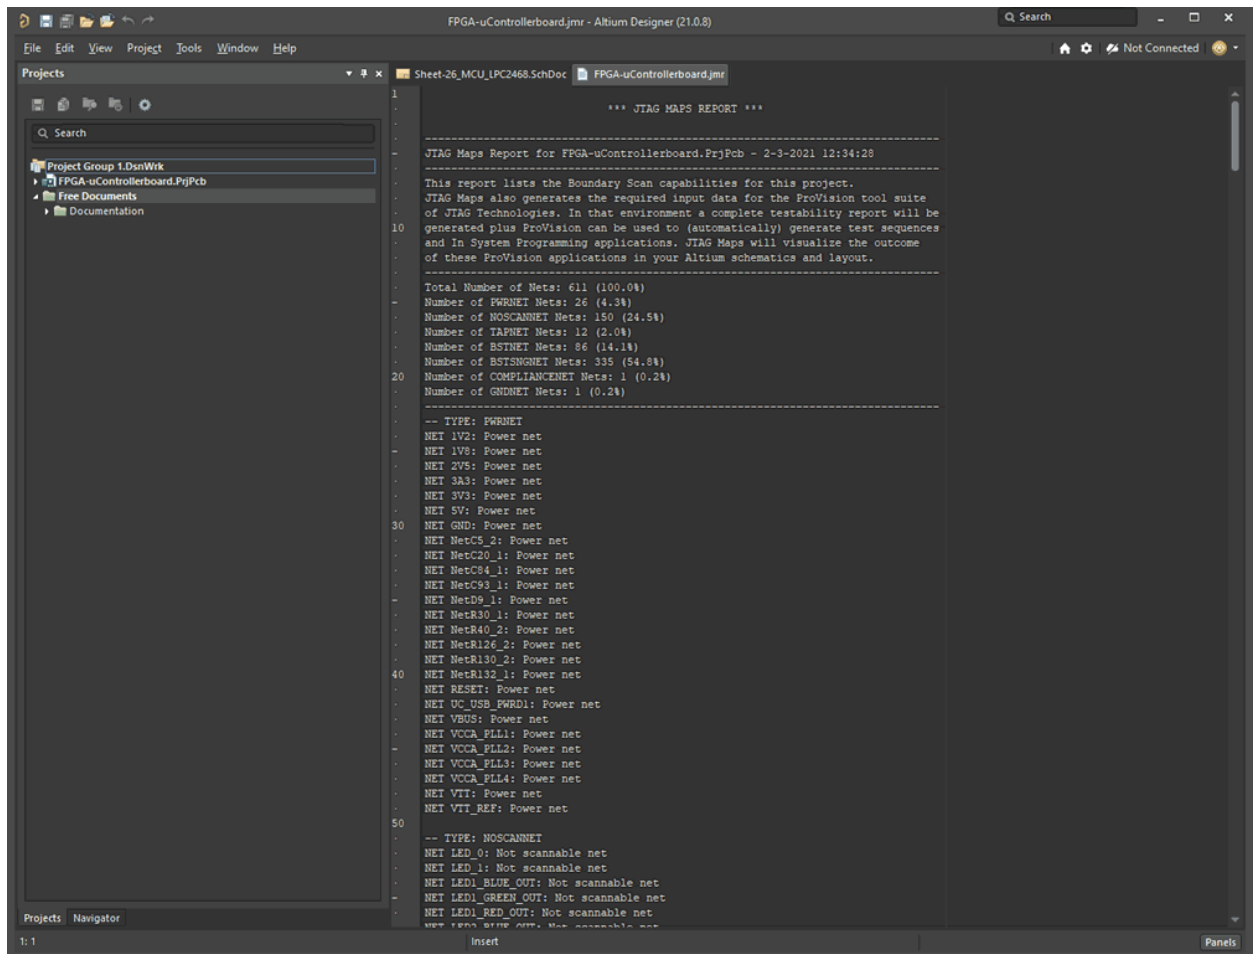 FPGA-uControllerboard.jmr - Altium Designer (21.0.8)
Search
File Edit View Project Tools Window Help
Not Connected
Projects
Search
Project Group 1.DsnWrk
FPGA-uControllerboard.PrjPcb
Free Documents
Documentation
Sheet-26_MCU_LPC2468.SchDoc
FPGA-uControllerboard.jmr
1
*** JTAG MAPS REPORT ***
--------------------------------------------------------------------------------
JTAG Maps Report for FPGA-uControllerboard.PrjPcb - 2-3-2021 12:34:28
--------------------------------------------------------------------------------
This report lists the Boundary Scan capabilities for this project.
JTAG Maps also generates the required input data for the ProVision tool suite
of JTAG Technologies. In that environment a complete testability report will be
10 generated plus ProVision can be used to (automatically) generate test sequences
and In System Programming applications. JTAG Maps will visualize the outcome
of these ProVision applications in your Altium schematics and layout.
--------------------------------------------------------------------------------
Total Number of Nets: 611 (100.0%)
Number of PWRNET Nets: 26 (4.3%)
Number of NOSCANNET Nets: 150 (24.5%)
Number of TAPNET Nets: 12 (2.0%)
Number of BSTNET Nets: 86 (14.1%)
Number of BSTSNGNET Nets: 335 (54.8%)
20 Number of COMPLIANCENET Nets: 1 (0.2%)
Number of GNDNET Nets: 1 (0.2%)
--------------------------------------------------------------------------------
-- TYPE: PWRNET
NET 1V2: Power net
NET 1V8: Power net
NET 2V5: Power net
NET 3A3: Power net
NET 3V3: Power net
NET 5V: Power net
30 NET GND: Power net
NET NetC5_2: Power net
NET NetC20_1: Power net
NET NetC84_1: Power net
NET NetC93_1: Power net
NET NetD9_1: Power net
NET NetR30_1: Power net
NET NetR40_2: Power net
NET NetR126_2: Power net
NET NetR130_2: Power net
40 NET NetR132_1: Power net
NET RESET: Power net
NET UC_USB_PWRD1: Power net
NET VBUS: Power net
NET VCCA_PLL1: Power net
NET VCCA_PLL2: Power net
NET VCCA_PLL3: Power net
NET VCCA_PLL4: Power net
NET VTT: Power net
NET VTT_REF: Power net
50
-- TYPE: NOSCANNET
NET LED_0: Not scannable net
NET LED_1: Not scannable net
NET LED1_BLUE_OUT: Not scannable net
NET LED1_GREEN_OUT: Not scannable net
NET LED1_RED_OUT: Not scannable net
NET LED2_BLUE_OUT: Not scannable net
Projects Navigator
1: 1
Insert
Panels